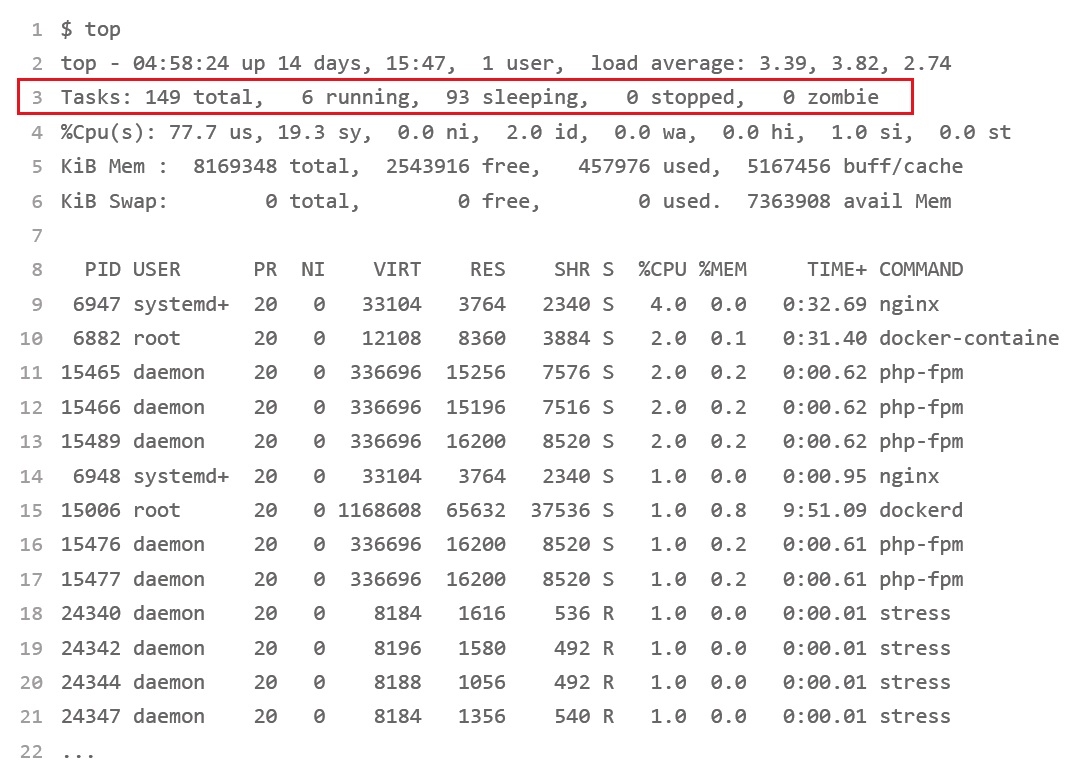 1 $ top
2 top - 04:58:24 up 14 days, 15:47,  1 user,  load average: 3.39, 3.82, 2.74
3 Tasks: 149 total,   6 running,  93 sleeping,   0 stopped,   0 zombie
4 %Cpu(s): 77.7 us, 19.3 sy,  0.0 ni,  2.0 id,  0.0 wa,  0.0 hi,  1.0 si,  0.0 st
5 KiB Mem :  8169348 total,  2543916 free,   457976 used,  5167456 buff/cache
6 KiB Swap:        0 total,        0 free,        0 used.  7363908 avail Mem
7
8   PID USER      PR  NI    VIRT    RES    SHR S  %CPU %MEM     TIME+ COMMAND
9  6947 systemd+  20   0   33104   3764   2340 S   4.0  0.0   0:32.69 nginx
10  6882 root      20   0   12108   8360   3884 S   2.0  0.1   0:31.40 docker-containe
11 15465 daemon    20   0  336696  15256   7576 S   2.0  0.2   0:00.62 php-fpm
12 15466 daemon    20   0  336696  15196   7516 S   2.0  0.2   0:00.62 php-fpm
13 15489 daemon    20   0  336696  16200   8520 S   2.0  0.2   0:00.62 php-fpm
14  6948 systemd+  20   0   33104   3764   2340 S   1.0  0.0   0:00.95 nginx
15 15006 root      20   0 1168608  65632  37536 S   1.0  0.8   9:51.09 dockerd
16 15476 daemon    20   0  336696  16200   8520 S   1.0  0.2   0:00.61 php-fpm
17 15477 daemon    20   0  336696  16200   8520 S   1.0  0.2   0:00.61 php-fpm
18 24340 daemon    20   0    8184   1616    536 R   1.0  0.0   0:00.01 stress
19 24342 daemon    20   0    8196   1580    492 R   1.0  0.0   0:00.01 stress
20 24344 daemon    20   0    8188   1056    492 R   1.0  0.0   0:00.01 stress
21 24347 daemon    20   0    8184   1356    540 R   1.0  0.0   0:00.01 stress
22 ...